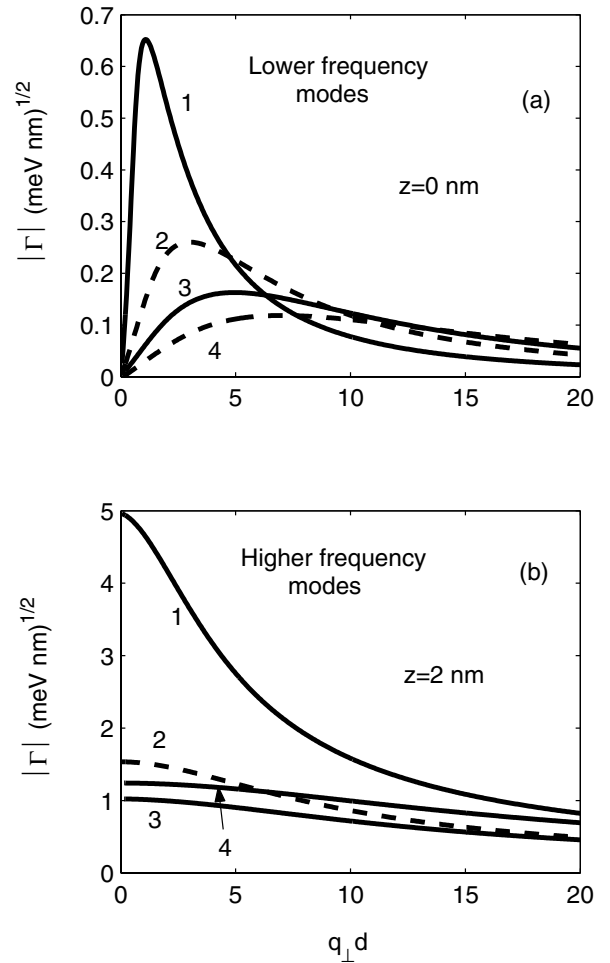 0.7
0.6
0.5
0.4
0.3
0.2
0.1
0
|Γ| (meV nm)^{1/2}
Lower frequency
modes
(a)
z=0 nm
1
2
3
4
0 5 10 15 20
5
4
3
2
1
0
|Γ| (meV nm)^{1/2}
Higher frequency
modes
(b)
z=2 nm
1
2
3
4
0 5 10 15 20
q_⊥d